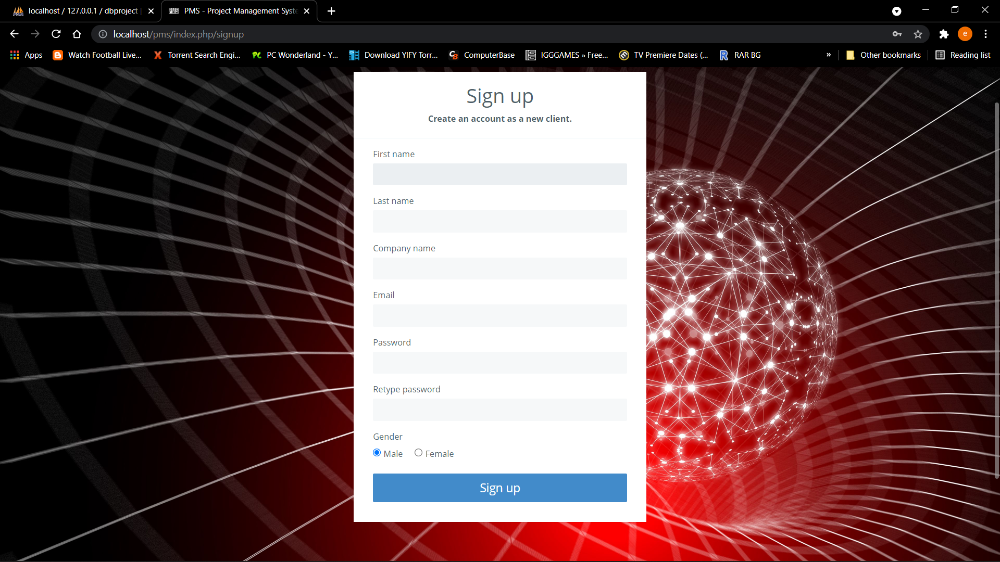 localhost / 127.0.0.1 / dbproject |
PMS PMS - Project Management Syste
localhost/pms/index.php/signup
e
Apps Watch Football Live... Torrent Search Engi... PC Wonderland - Y... Download YIFY Torr... ComputerBase IGGGAMES » Free... TV Premiere Dates (... RAR BG » Other bookmarks Reading list
Sign up
Create an account as a new client.
First name
Last name
Company name
Email
Password
Retype password
Gender
Male Female
Sign up